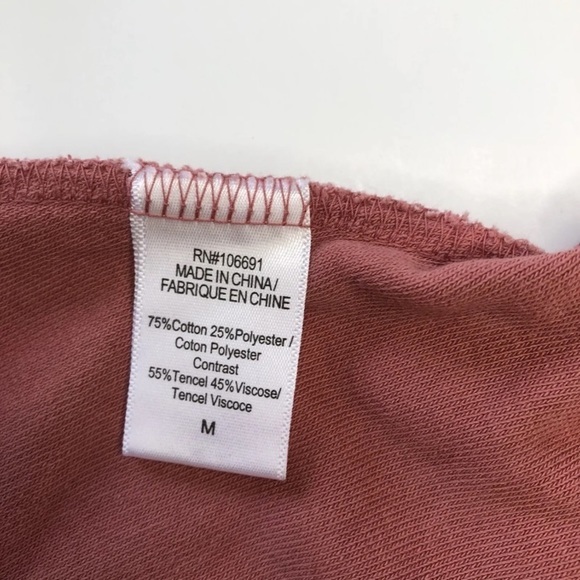 RN#106691
MADE IN CHINA/
FABRIQUE EN CHINE
75%Cotton 25%Polyester /
Coton Polyester
Contrast
55%Tencel 45%Viscose/
Tencel Viscoce
M